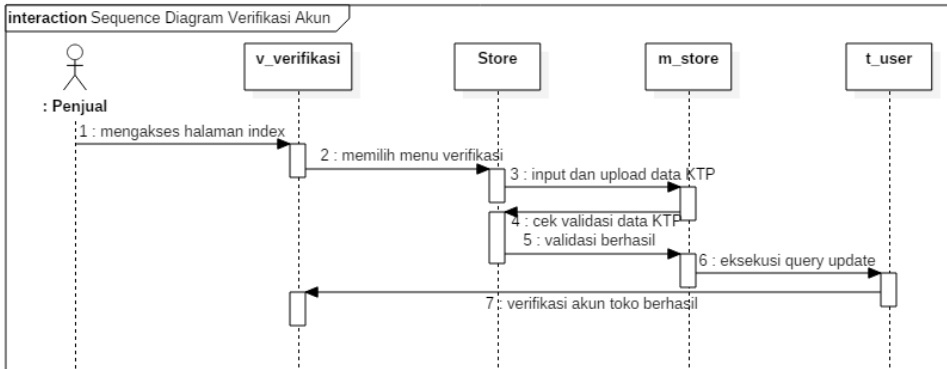 interaction Sequence Diagram Verifikasi Akun
v_verifikasi
Store
m_store
t_user
: Penjual
1 : mengakses halaman index
2 : memilih menu verifikasi
3 : input dan upload data KTP
4 : cek validasi data KTP
5 : validasi berhasil
6 : eksekusi query update
7 : verifikasi akun toko berhasil